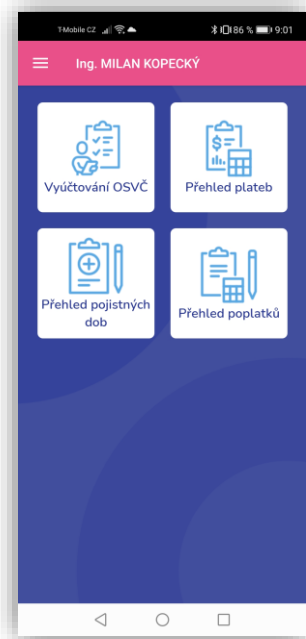 T-Mobile CZ
86 %
9:01
Ing. MILAN KOPECKÝ
Vyúčtování OSVČ
Přehled plateb
Přehled pojistných
dob
Přehled poplatků